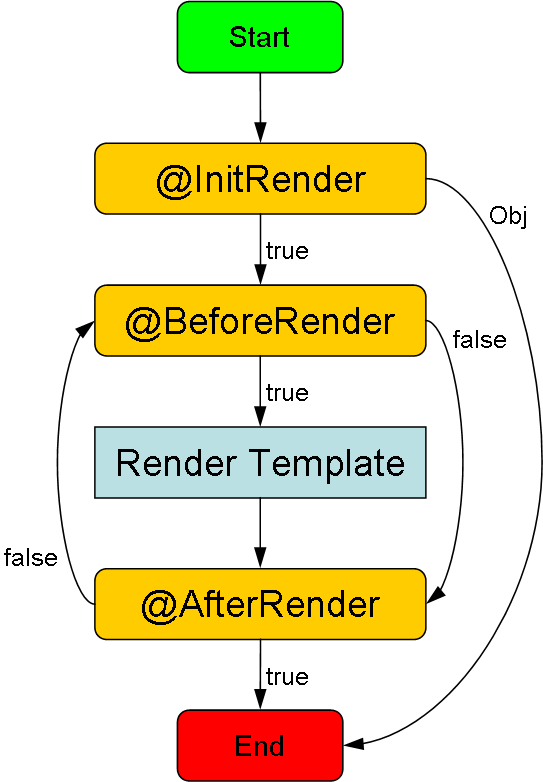 Start
@InitRender
Obj
true
@BeforeRender
false
true
Render Template
false
@AfterRender
true
End